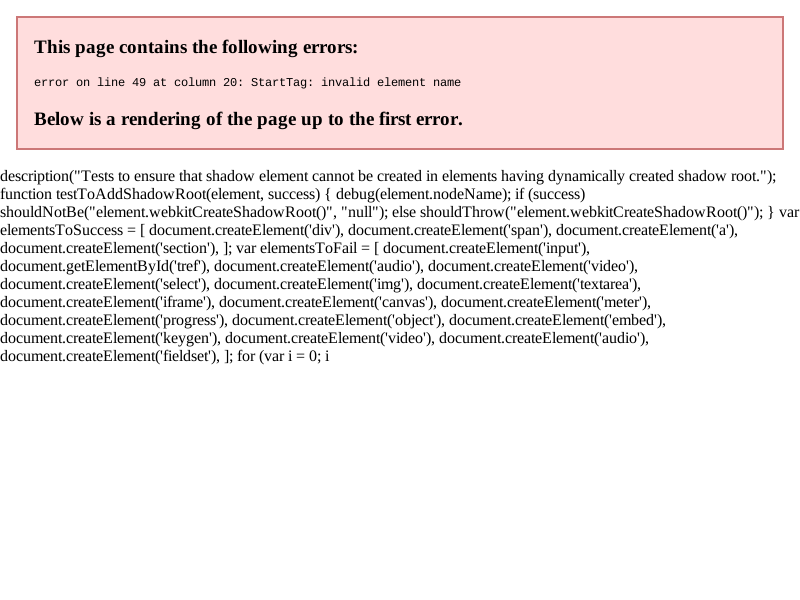 This page contains the following errors:
error on line 49 at column 20: StartTag: invalid element name
Below is a rendering of the page up to the first error.
description("Tests to ensure that shadow element cannot be created in elements having dynamically created shadow root.");
function testToAddShadowRoot(element, success) { debug(element.nodeName); if (success)
shouldNotBe("element.webkitCreateShadowRoot()", "null"); else shouldThrow("element.webkitCreateShadowRoot()"); } var
elementsToSuccess = [ document.createElement('div'), document.createElement('span'), document.createElement('a'),
document.createElement('section'), ]; var elementsToFail = [ document.createElement('input'),
document.getElementById('tref'), document.createElement('audio'), document.createElement('video'),
document.createElement('select'), document.createElement('img'), document.createElement('textarea'),
document.createElement('iframe'), document.createElement('canvas'), document.createElement('meter'),
document.createElement('progress'), document.createElement('object'), document.createElement('embed'),
document.createElement('keygen'), document.createElement('video'), document.createElement('audio'),
document.createElement('fieldset'), ]; for (var i = 0; i